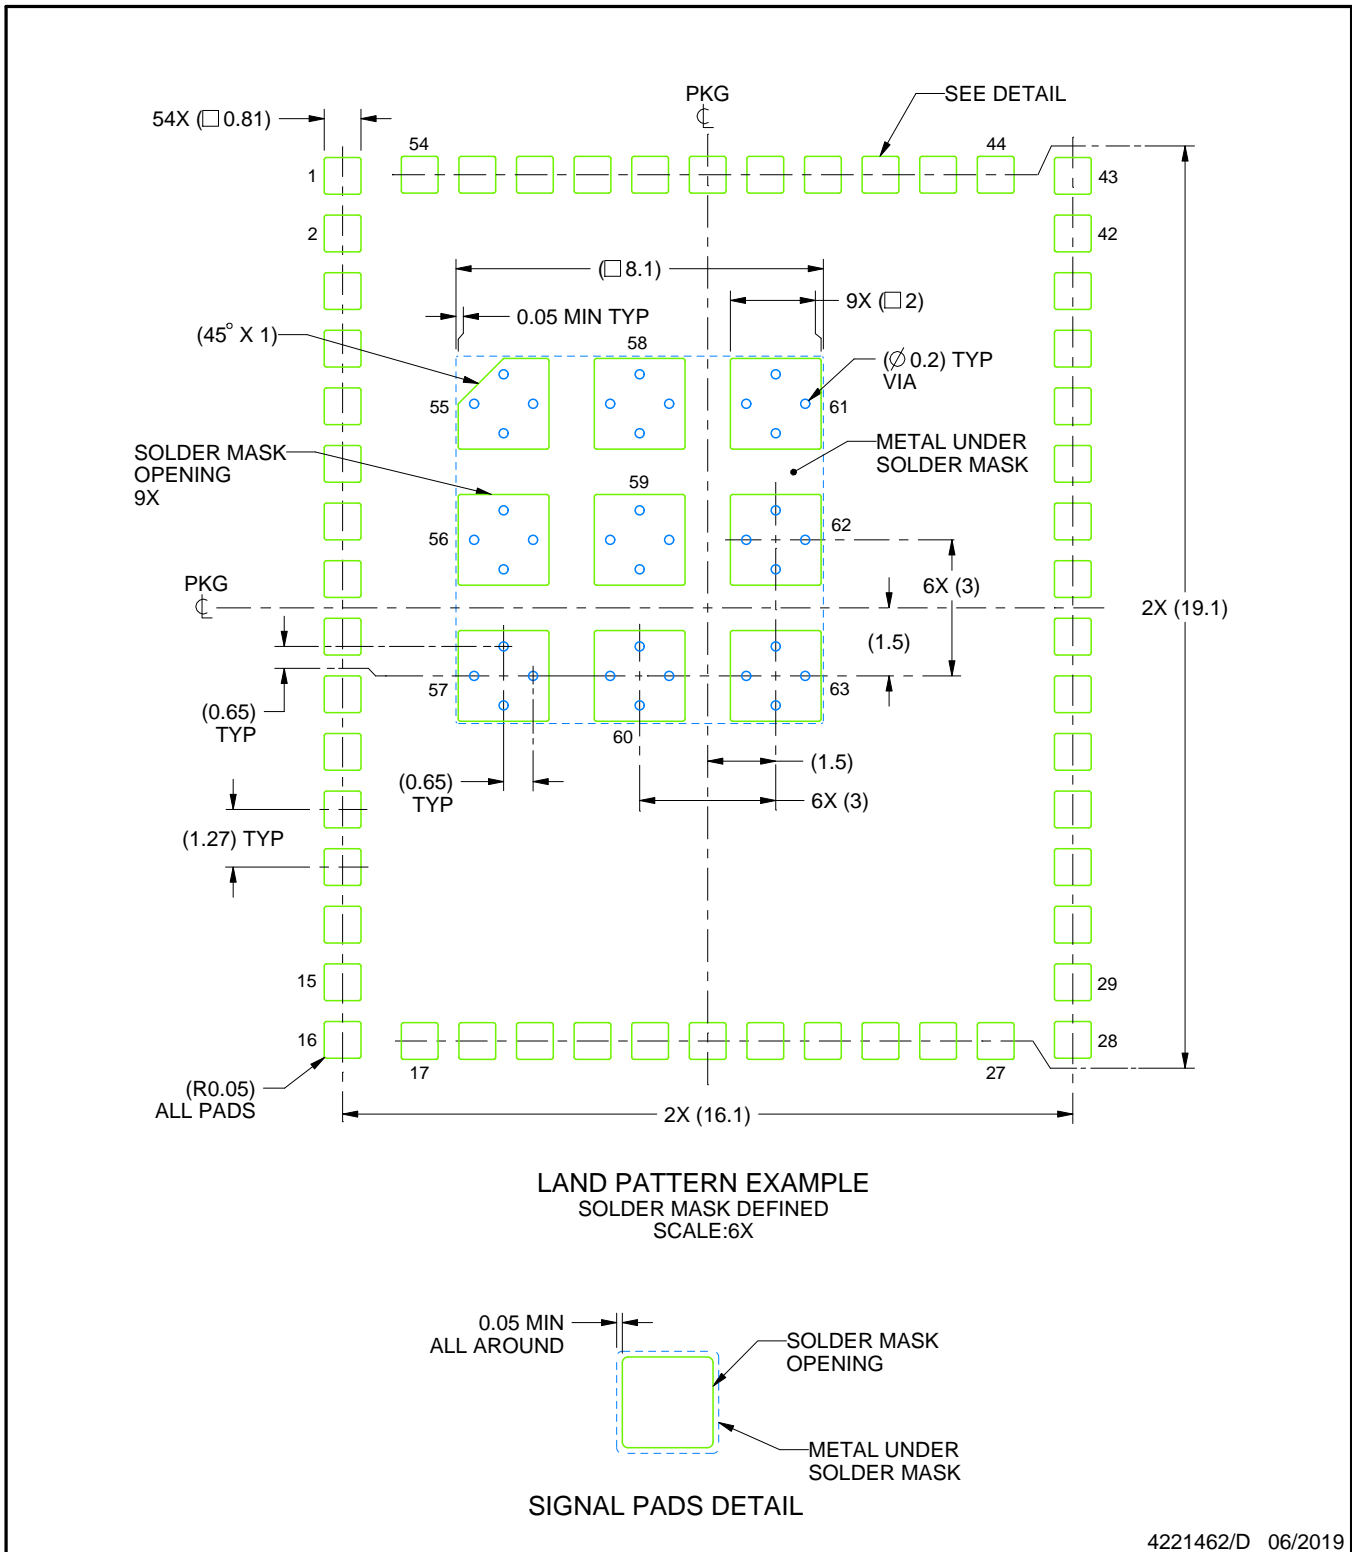 PKG
℄
SEE DETAIL
54X (□ 0.81)
54
44
1
43
2
42
(□ 8.1)
9X (□ 2)
0.05 MIN TYP
(45° X 1)
58
(∅ 0.2) TYP
VIA
55
61
METAL UNDER
SOLDER MASK
SOLDER MASK
OPENING
9X
59
56
62
PKG
℄
6X (3)
2X (19.1)
(1.5)
57
63
(0.65)
TYP
60
(1.5)
(0.65)
TYP
6X (3)
(1.27) TYP
15
29
16
28
17
27
(R0.05)
ALL PADS
2X (16.1)
LAND PATTERN EXAMPLE
SOLDER MASK DEFINED
SCALE:6X
0.05 MIN
ALL AROUND
SOLDER MASK
OPENING
METAL UNDER
SOLDER MASK
SIGNAL PADS DETAIL
4221462/D 06/2019